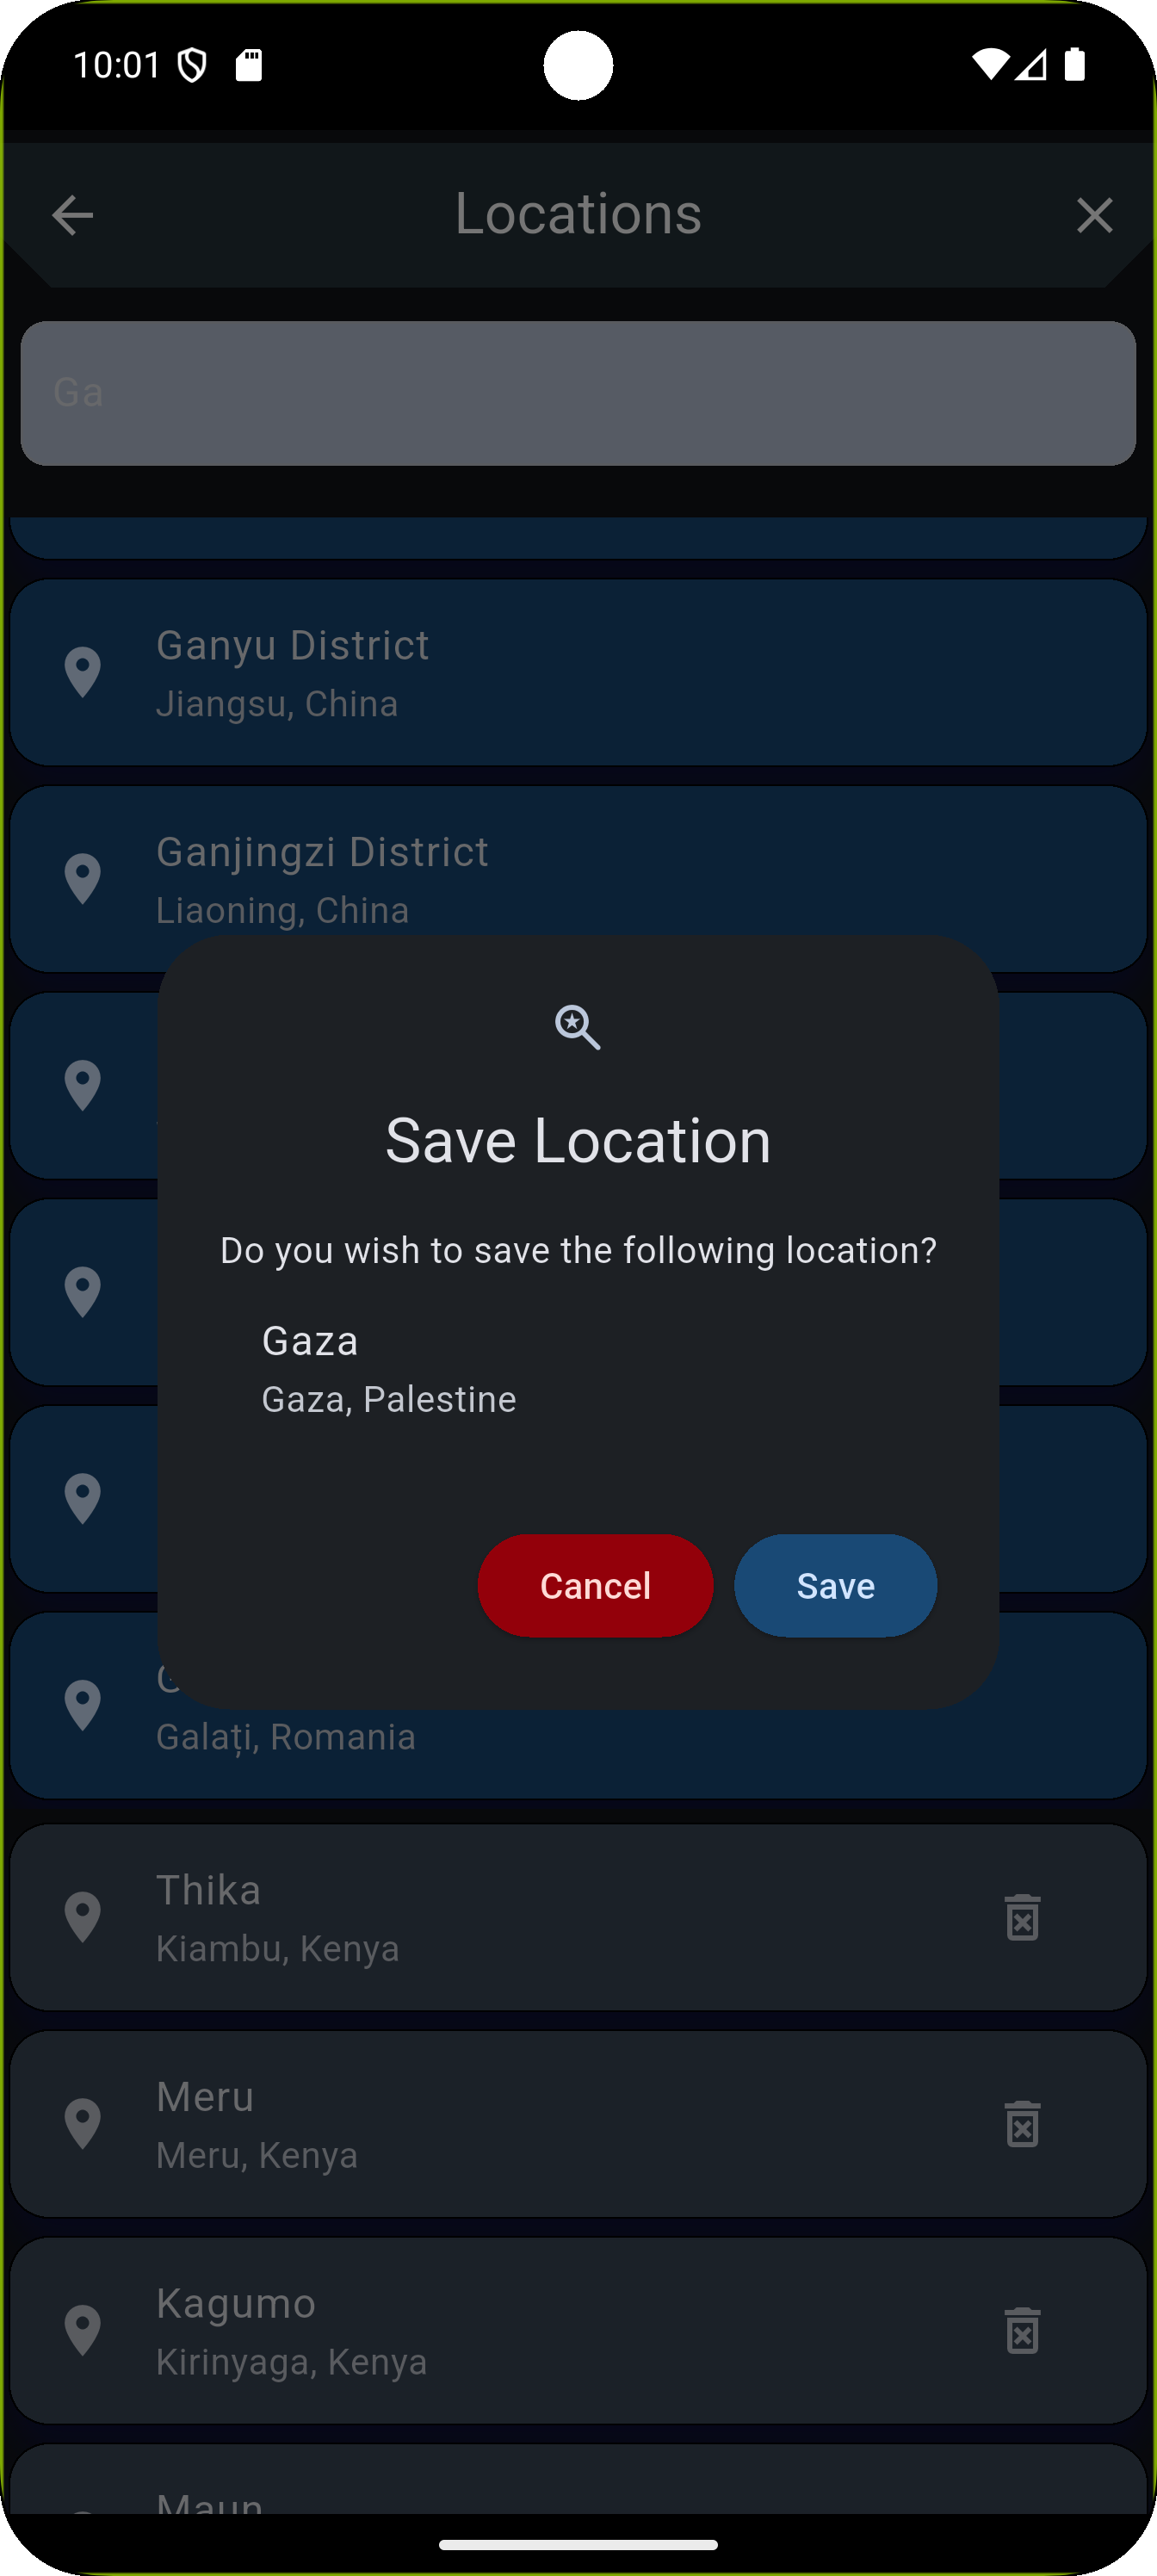 10:01
Locations
Ga
Ganyu District
Jiangsu, China
Ganjingzi District
Liaoning, China
Save Location
Do you wish to save the following location?
Gaza
Gaza, Palestine
Cancel
Save
Galați, Romania
Thika
Kiambu, Kenya
Meru
Meru, Kenya
Kagumo
Kirinyaga, Kenya
Maun